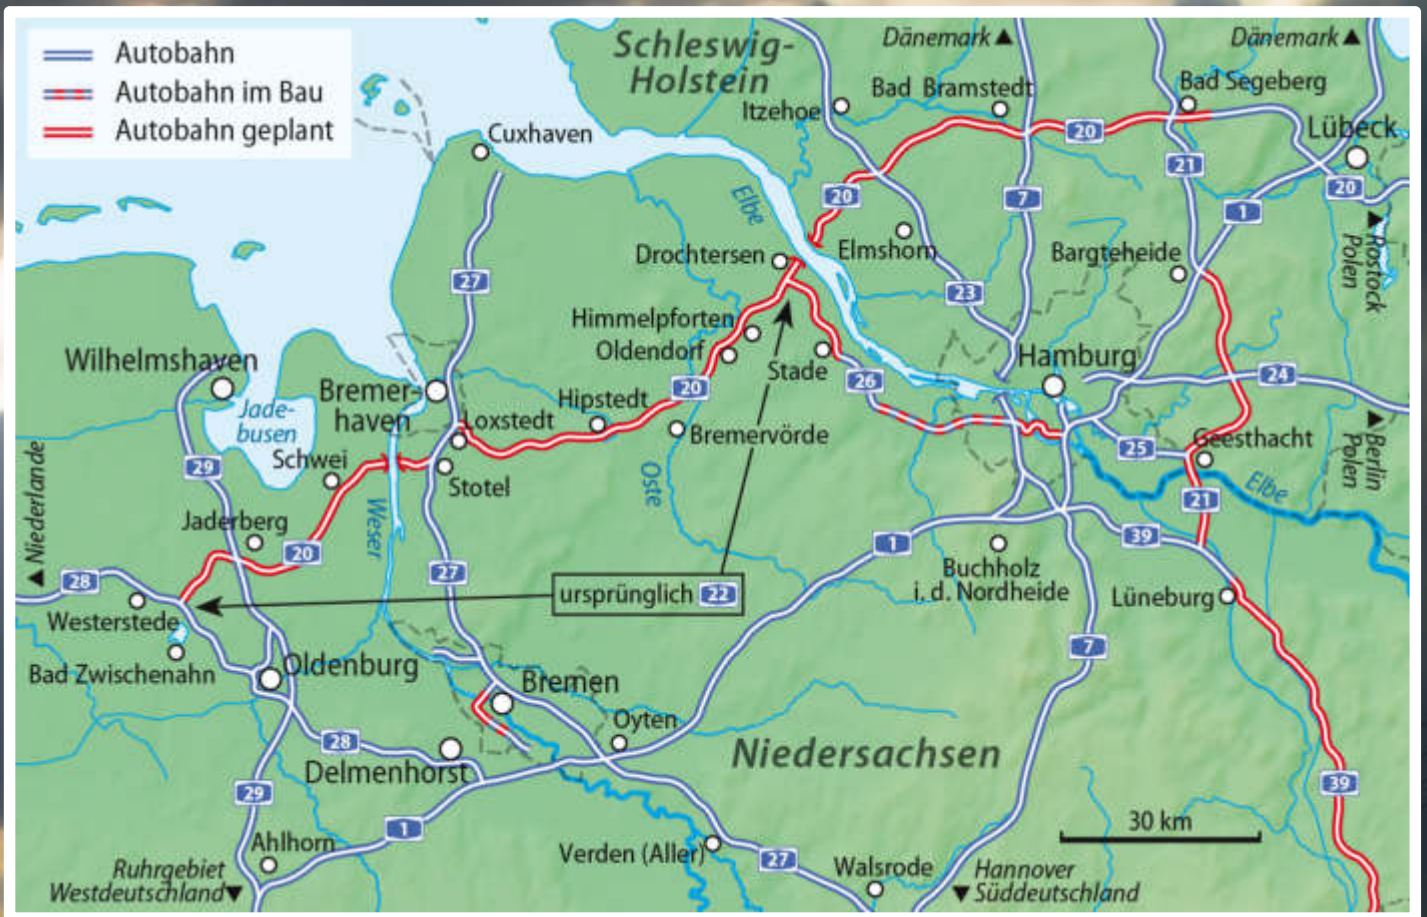 Autobahn
Autobahn im Bau
Autobahn geplant
Schleswig-
Holstein
Dänemark
Dänemark
Bad Bramstedt
Bad Segeberg
Itzehoe
Cuxhaven
20
Lübeck
21
20
20
7
Elbe
1
Rostock
Polen
Drochtersen
Elmshorn
Bargteheide
27
23
Himmelpforten
Oldendorf
Wilhelmshaven
Stade
Hamburg
24
26
20
Bremer-
haven
Hipstedt
Jade-
busen
Loxstedt
Bremervörde
25
Geesthacht
Berlin
Polen
Schwei
29
Stotel
Oste
Elbe
21
Niederlande
Jaderberg
Weser
20
1
39
28
27
Buchholz
i. d. Nordheide
ursprünglich 22
Lüneburg
Westerstede
7
Bad Zwischenahn
Oldenburg
Bremen
Oyten
28
Niedersachsen
Delmenhorst
39
29
1
30 km
Ahlhorn
Verden (Aller)
27
Walsrode
Ruhrgebiet
Westdeutschland
Hannover
Süddeutschland